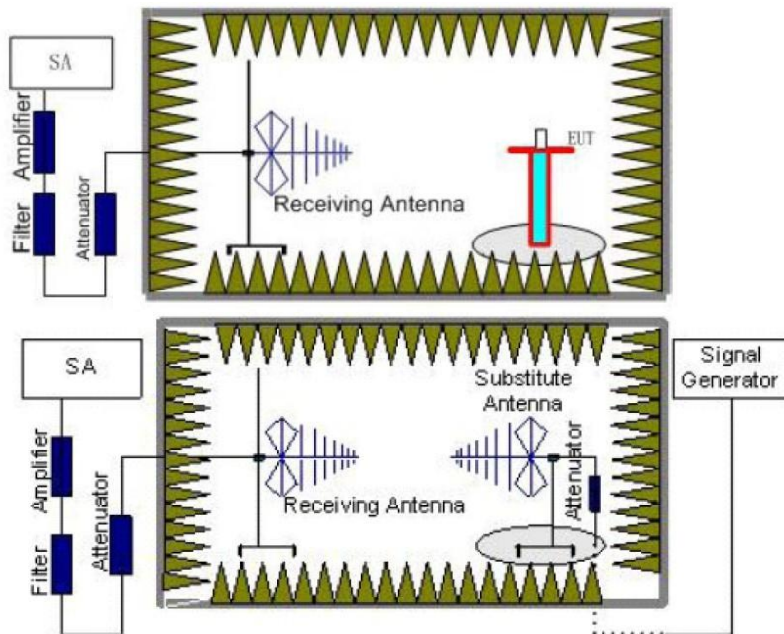 SA
Amplifier
Filter
Attenuator
Receiving Antenna
EUT
SA
Amplifier
Filter
Attenuator
Receiving Antenna
Substitute
Antenna
Attenuator
Signal
Generator